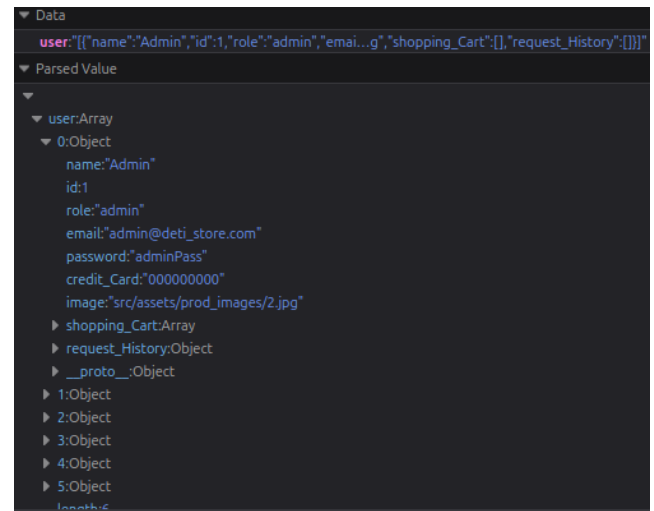 Data
user:"[{"name":"Admin","id":1,"role":"admin","emai...g","shopping_Cart":[],"request_History":[]}]"
Parsed Value
user:Array
0:Object
name:"Admin"
id:1
role:"admin"
email:"admin@deti_store.com"
password:"adminPass"
credit_Card:"000000000"
image:"src/assets/prod_images/2.jpg"
shopping_Cart:Array
request_History:Object
__proto__:Object
1:Object
2:Object
3:Object
4:Object
5:Object
length:6